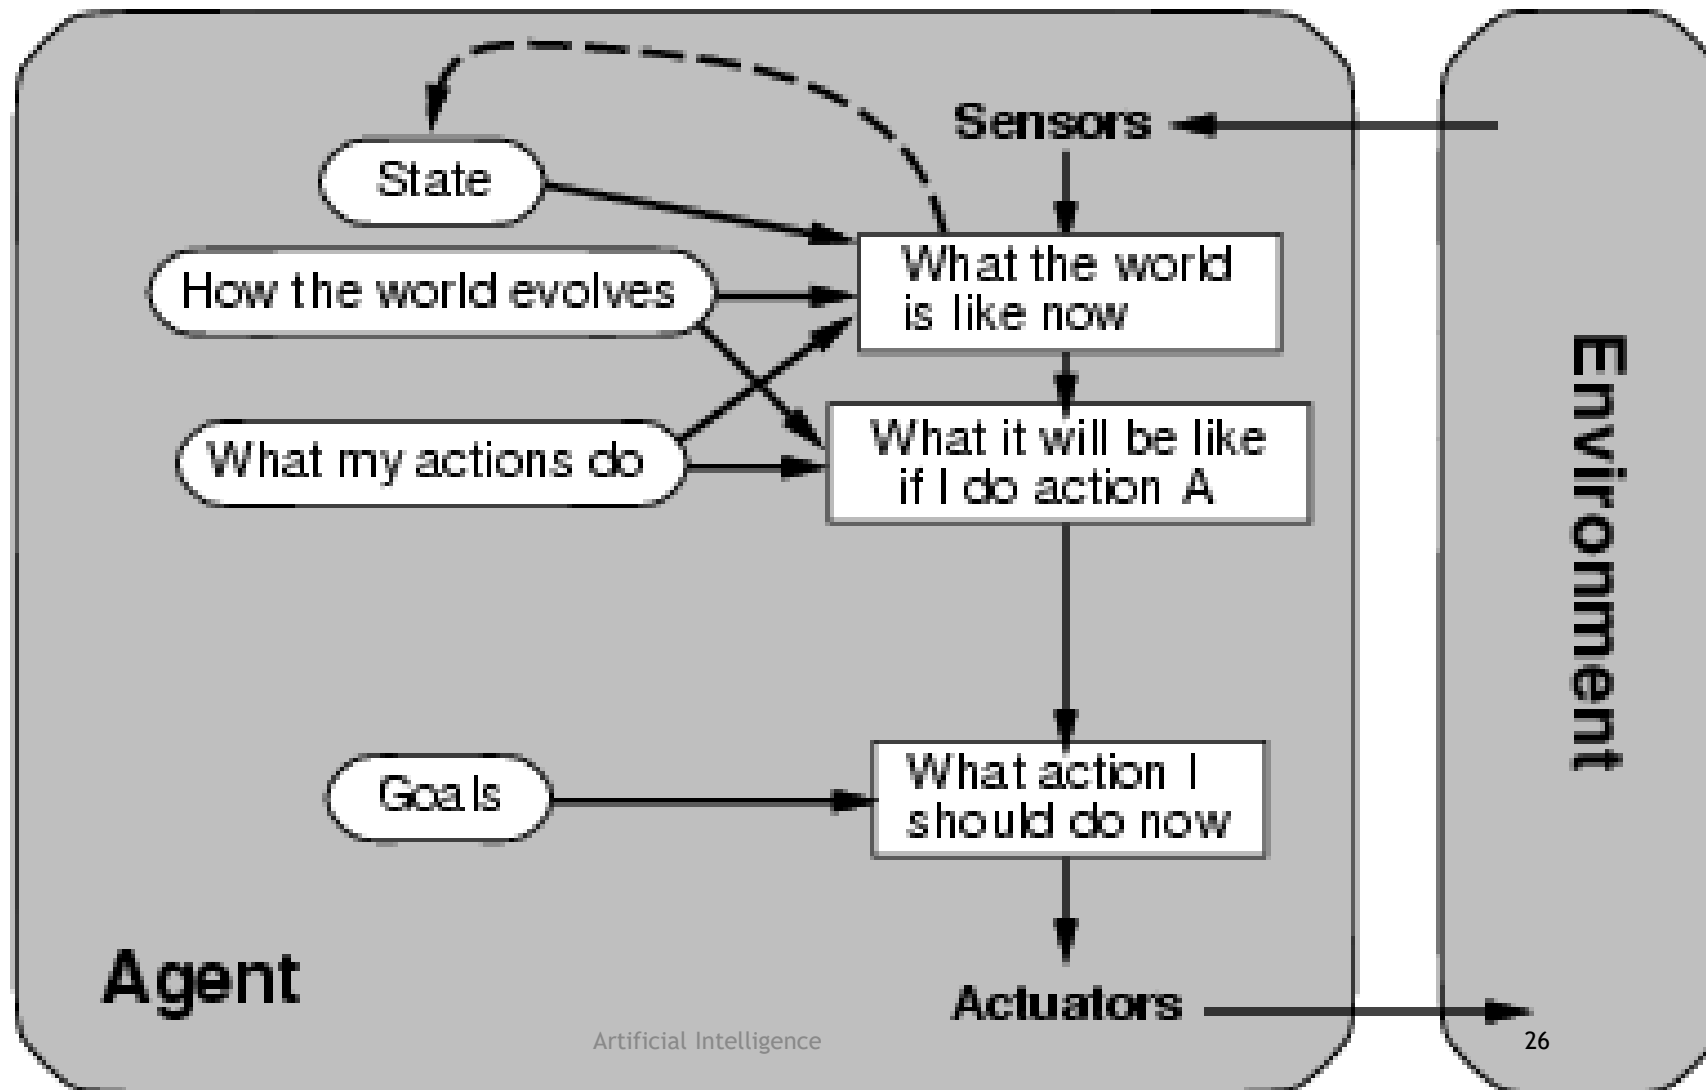 Sensors
State
What the world
is like now
How the world evolves
What my actions do
What it will be like
if I do action A
Goals
What action I
should do now
Agent
Actuators
Environment
Artificial Intelligence
26